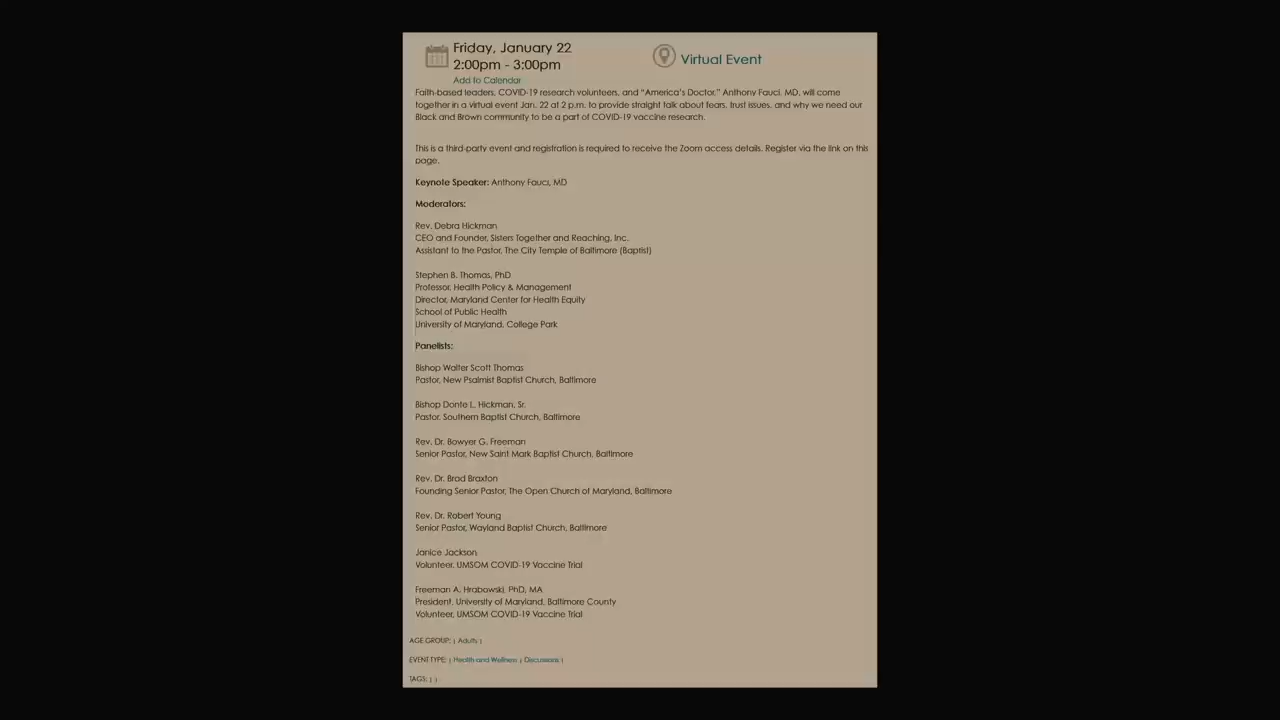 Friday, January 22
2:00pm - 3:00pm
Virtual Event
Add to Calendar
Faith-based leaders, COVID-19 research volunteers, and "America's Doctor," Anthony Fauci, MD, will come
together in a virtual event Jan. 22 at 2 p.m. to provide straight talk about fears, trust issues, and why we need our
Black and Brown community to be a part of COVID-19 vaccine research.
This is a third-party event and registration is required to receive the Zoom access details. Register via the link on this
page.
Keynote Speaker: Anthony Fauci, MD
Moderators:
Rev. Debra Hickman
CEO and Founder, Sisters Together and Reaching, Inc.
Assistant to the Pastor, The City Temple of Baltimore (Baptist)
Stephen B. Thomas, PhD
Professor, Health Policy & Management
Director, Maryland Center for Health Equity
School of Public Health
University of Maryland, College Park
Panelists:
Bishop Walter Scott Thomas
Pastor, New Psalmist Baptist Church, Baltimore
Bishop Donte L. Hickman, Sr.
Pastor, Southern Baptist Church, Baltimore
Rev. Dr. Bowyer G. Freeman
Senior Pastor, New Saint Mark Baptist Church, Baltimore
Rev. Dr. Brad Braxton
Founding Senior Pastor, The Open Church of Maryland, Baltimore
Rev. Dr. Robert Young
Senior Pastor, Wayland Baptist Church, Baltimore
Janice Jackson
Volunteer, UMSOM COVID-19 Vaccine Trial
Freeman A. Hrabowski, PhD, MA
President, University of Maryland, Baltimore County
Volunteer, UMSOM COVID-19 Vaccine Trial
AGE GROUP: | Adults |
EVENT TYPE: | Health and Wellness | Discussions |
TAGS: | |